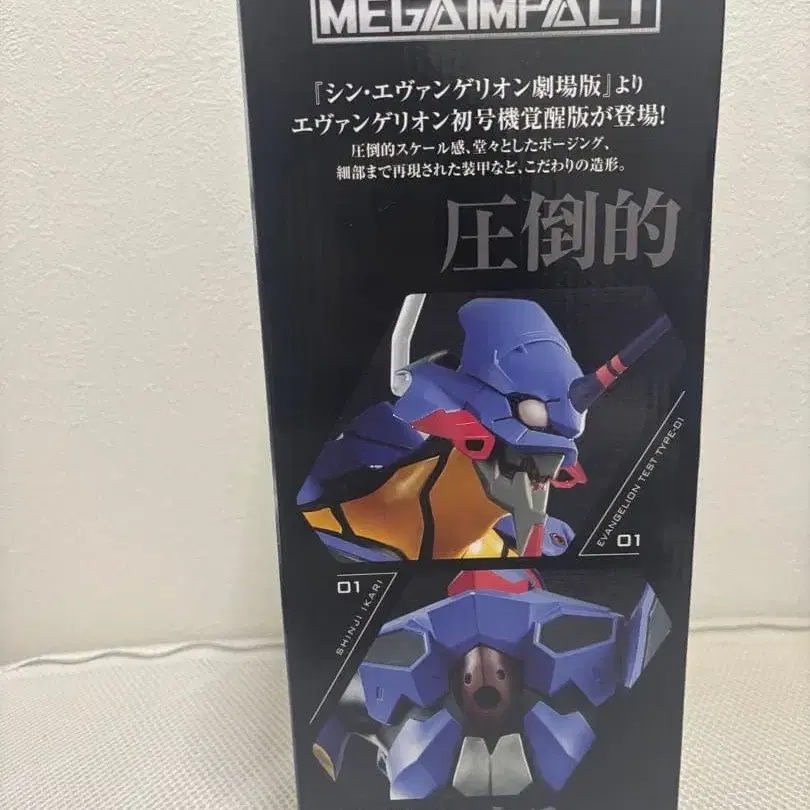 MEGAIMPACT
『シン・エヴァンゲリオン劇場版』より
エヴァンゲリオン初号機覚醒版が登場!
圧倒的スケール感、堂々としたポージング、
細部まで再現された装甲など、こだわりの造形。
圧倒的
EVANGELION TEST TYPE-01
01
01
SHINJI IKARI